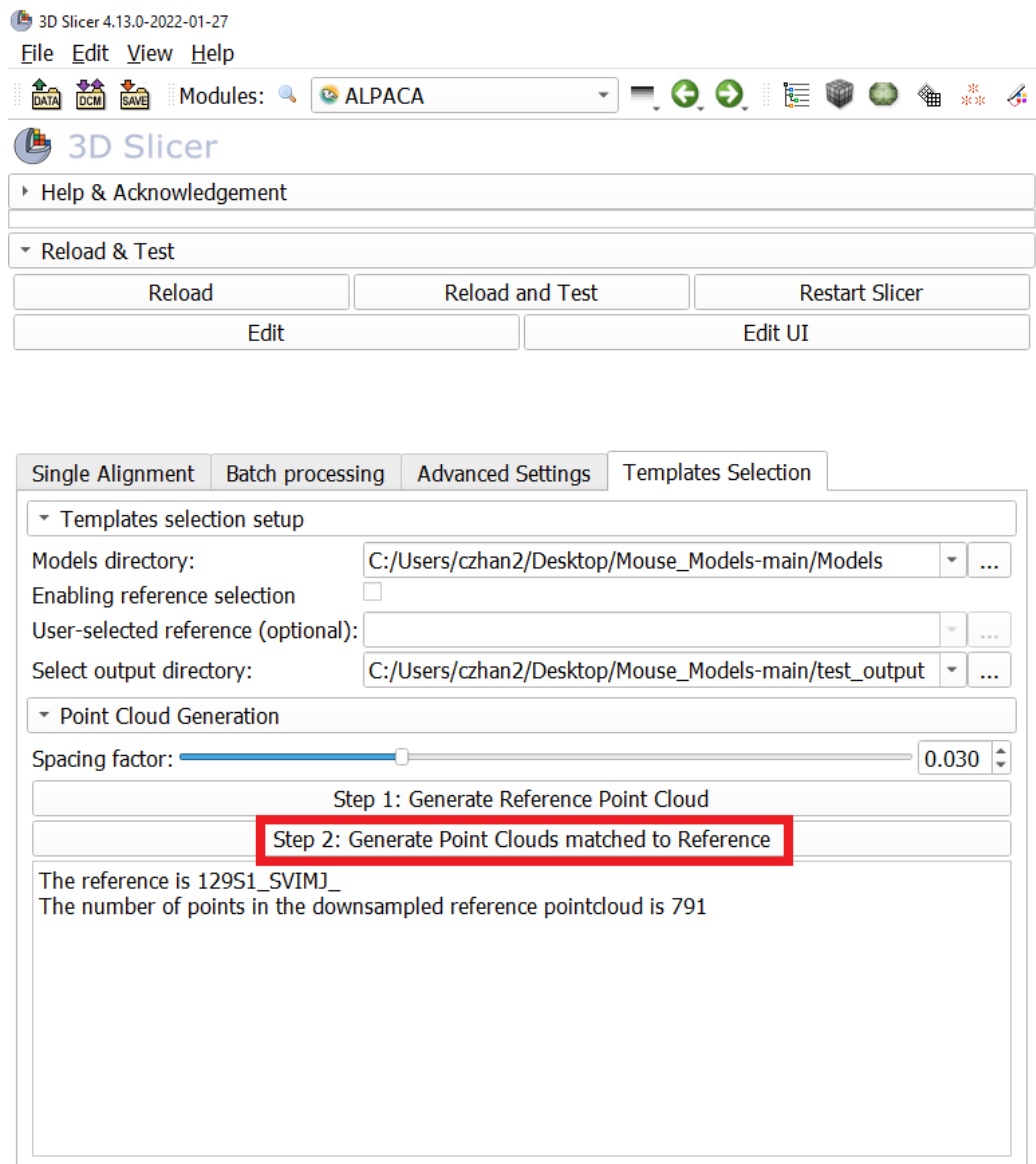 3D Slicer 4.13.0-2022-01-27
File Edit View Help
DATA DCM SAVE Modules: ALPACA
3D Slicer
Help & Acknowledgement
Reload & Test
Reload Reload and Test Restart Slicer
Edit Edit UI
Single Alignment Batch processing Advanced Settings Templates Selection
Templates selection setup
Models directory: C:/Users/czhan2/Desktop/Mouse_Models-main/Models ...
Enabling reference selection
User-selected reference (optional): ...
Select output directory: C:/Users/czhan2/Desktop/Mouse_Models-main/test_output ...
Point Cloud Generation
Spacing factor: 0.030
Step 1: Generate Reference Point Cloud
Step 2: Generate Point Clouds matched to Reference
The reference is 129S1_SVIMJ_
The number of points in the downsampled reference pointcloud is 791